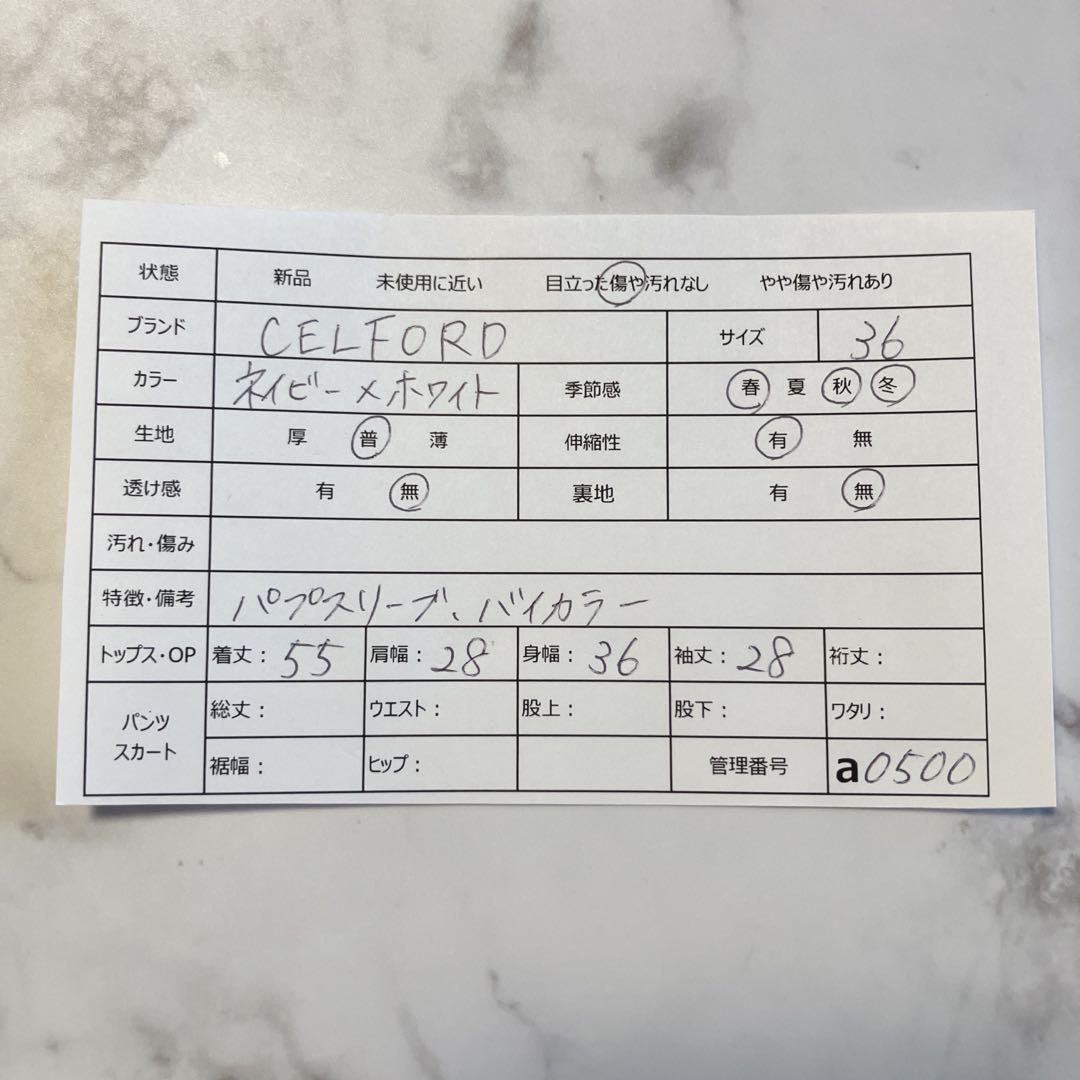 状態 新品 未使用に近い 目立った傷や汚れなし やや傷や汚れあり
ブランド CELFORD サイズ 36
カラー ネイビー×ホワイト 季節感 春 夏 秋 冬
生地 厚 普 薄 伸縮性 有 無
透け感 有 無 裏地 有 無
汚れ・傷み
特徴・備考 パフスリーブ、バイカラー
トップス・OP 着丈: 55 肩幅: 28 身幅: 36 袖丈: 28 裄丈:
パンツ スカート 総丈: ウエスト: 股上: 股下: ワタリ:
裾幅: ヒップ: 管理番号 a0500